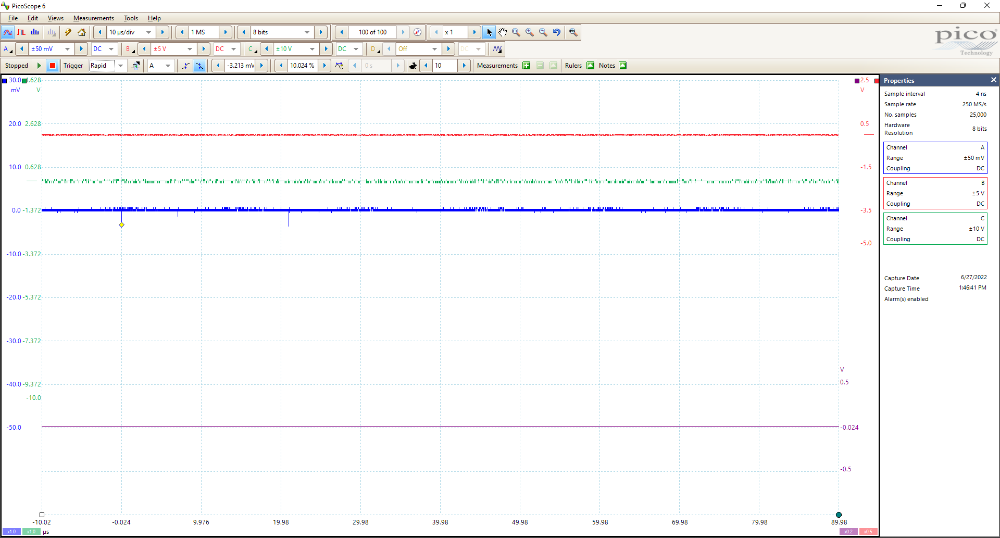 PicoScope 6
File Edit Views Measurements Tools Help
10 µs/div 1 MS 8 bits 100 of 100 x 1
pico
Technology
A ±50 mV DC B ±5 V DC C ±10 V DC D Off DC
Stopped Trigger Rapid A -3.213 mV 10.024 % 0 s 10 Measurements Rulers Notes
30.0 4.628 2.5
mV V V
20.0 2.628 0.5
10.0 0.628 -1.5
0.0 -1.372 -3.5
-5.0
-10.0 -3.372
-20.0 -5.372
-30.0 -7.372
V
-40.0 -9.372 0.5
-10.0
-50.0 -0.024
-0.5
-10.02 -0.024 9.976 19.98 29.98 39.98 49.98 59.98 69.98 79.98 89.98
x1.0 x1.0 µs x0.2 x0.5
Properties
Sample interval 4 ns
Sample rate 250 MS/s
No. samples 25,000
Hardware
Resolution 8 bits
Channel A
Range ±50 mV
Coupling DC
Channel B
Range ±5 V
Coupling DC
Channel C
Range ±10 V
Coupling DC
Capture Date 6/27/2022
Capture Time 1:46:41 PM
Alarm(s) enabled